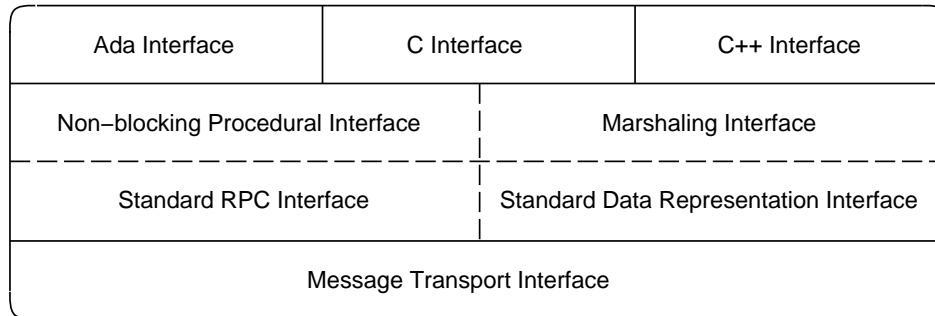 Ada Interface
C Interface
C++ Interface
Non−blocking Procedural Interface
Marshaling Interface
Standard RPC Interface
Standard Data Representation Interface
Message Transport Interface